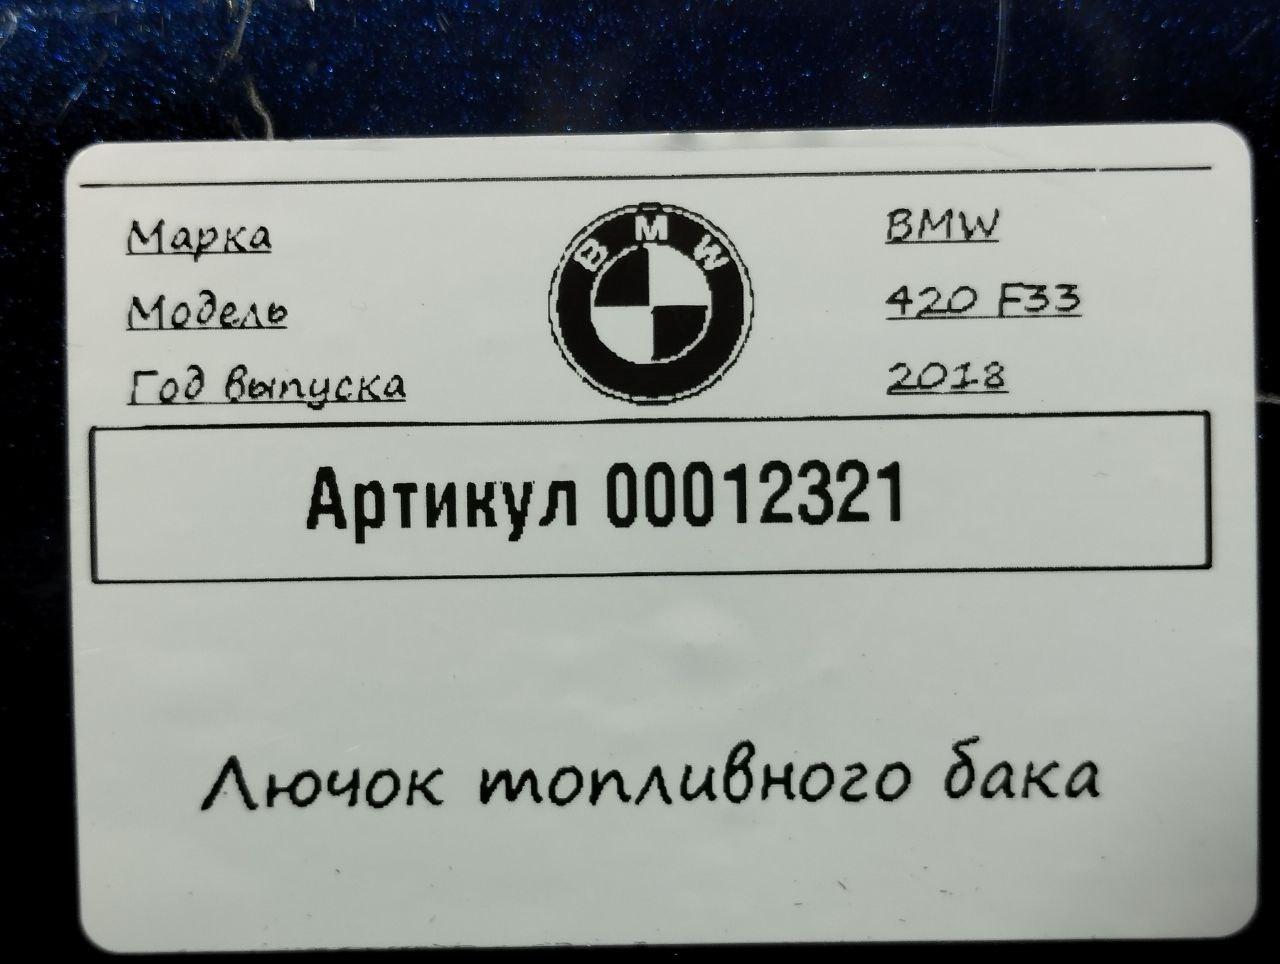 Марка BMW
Модель 420 F33
Год выпуска 2018
B M W
Артикул 00012321
Лючок топливного бака